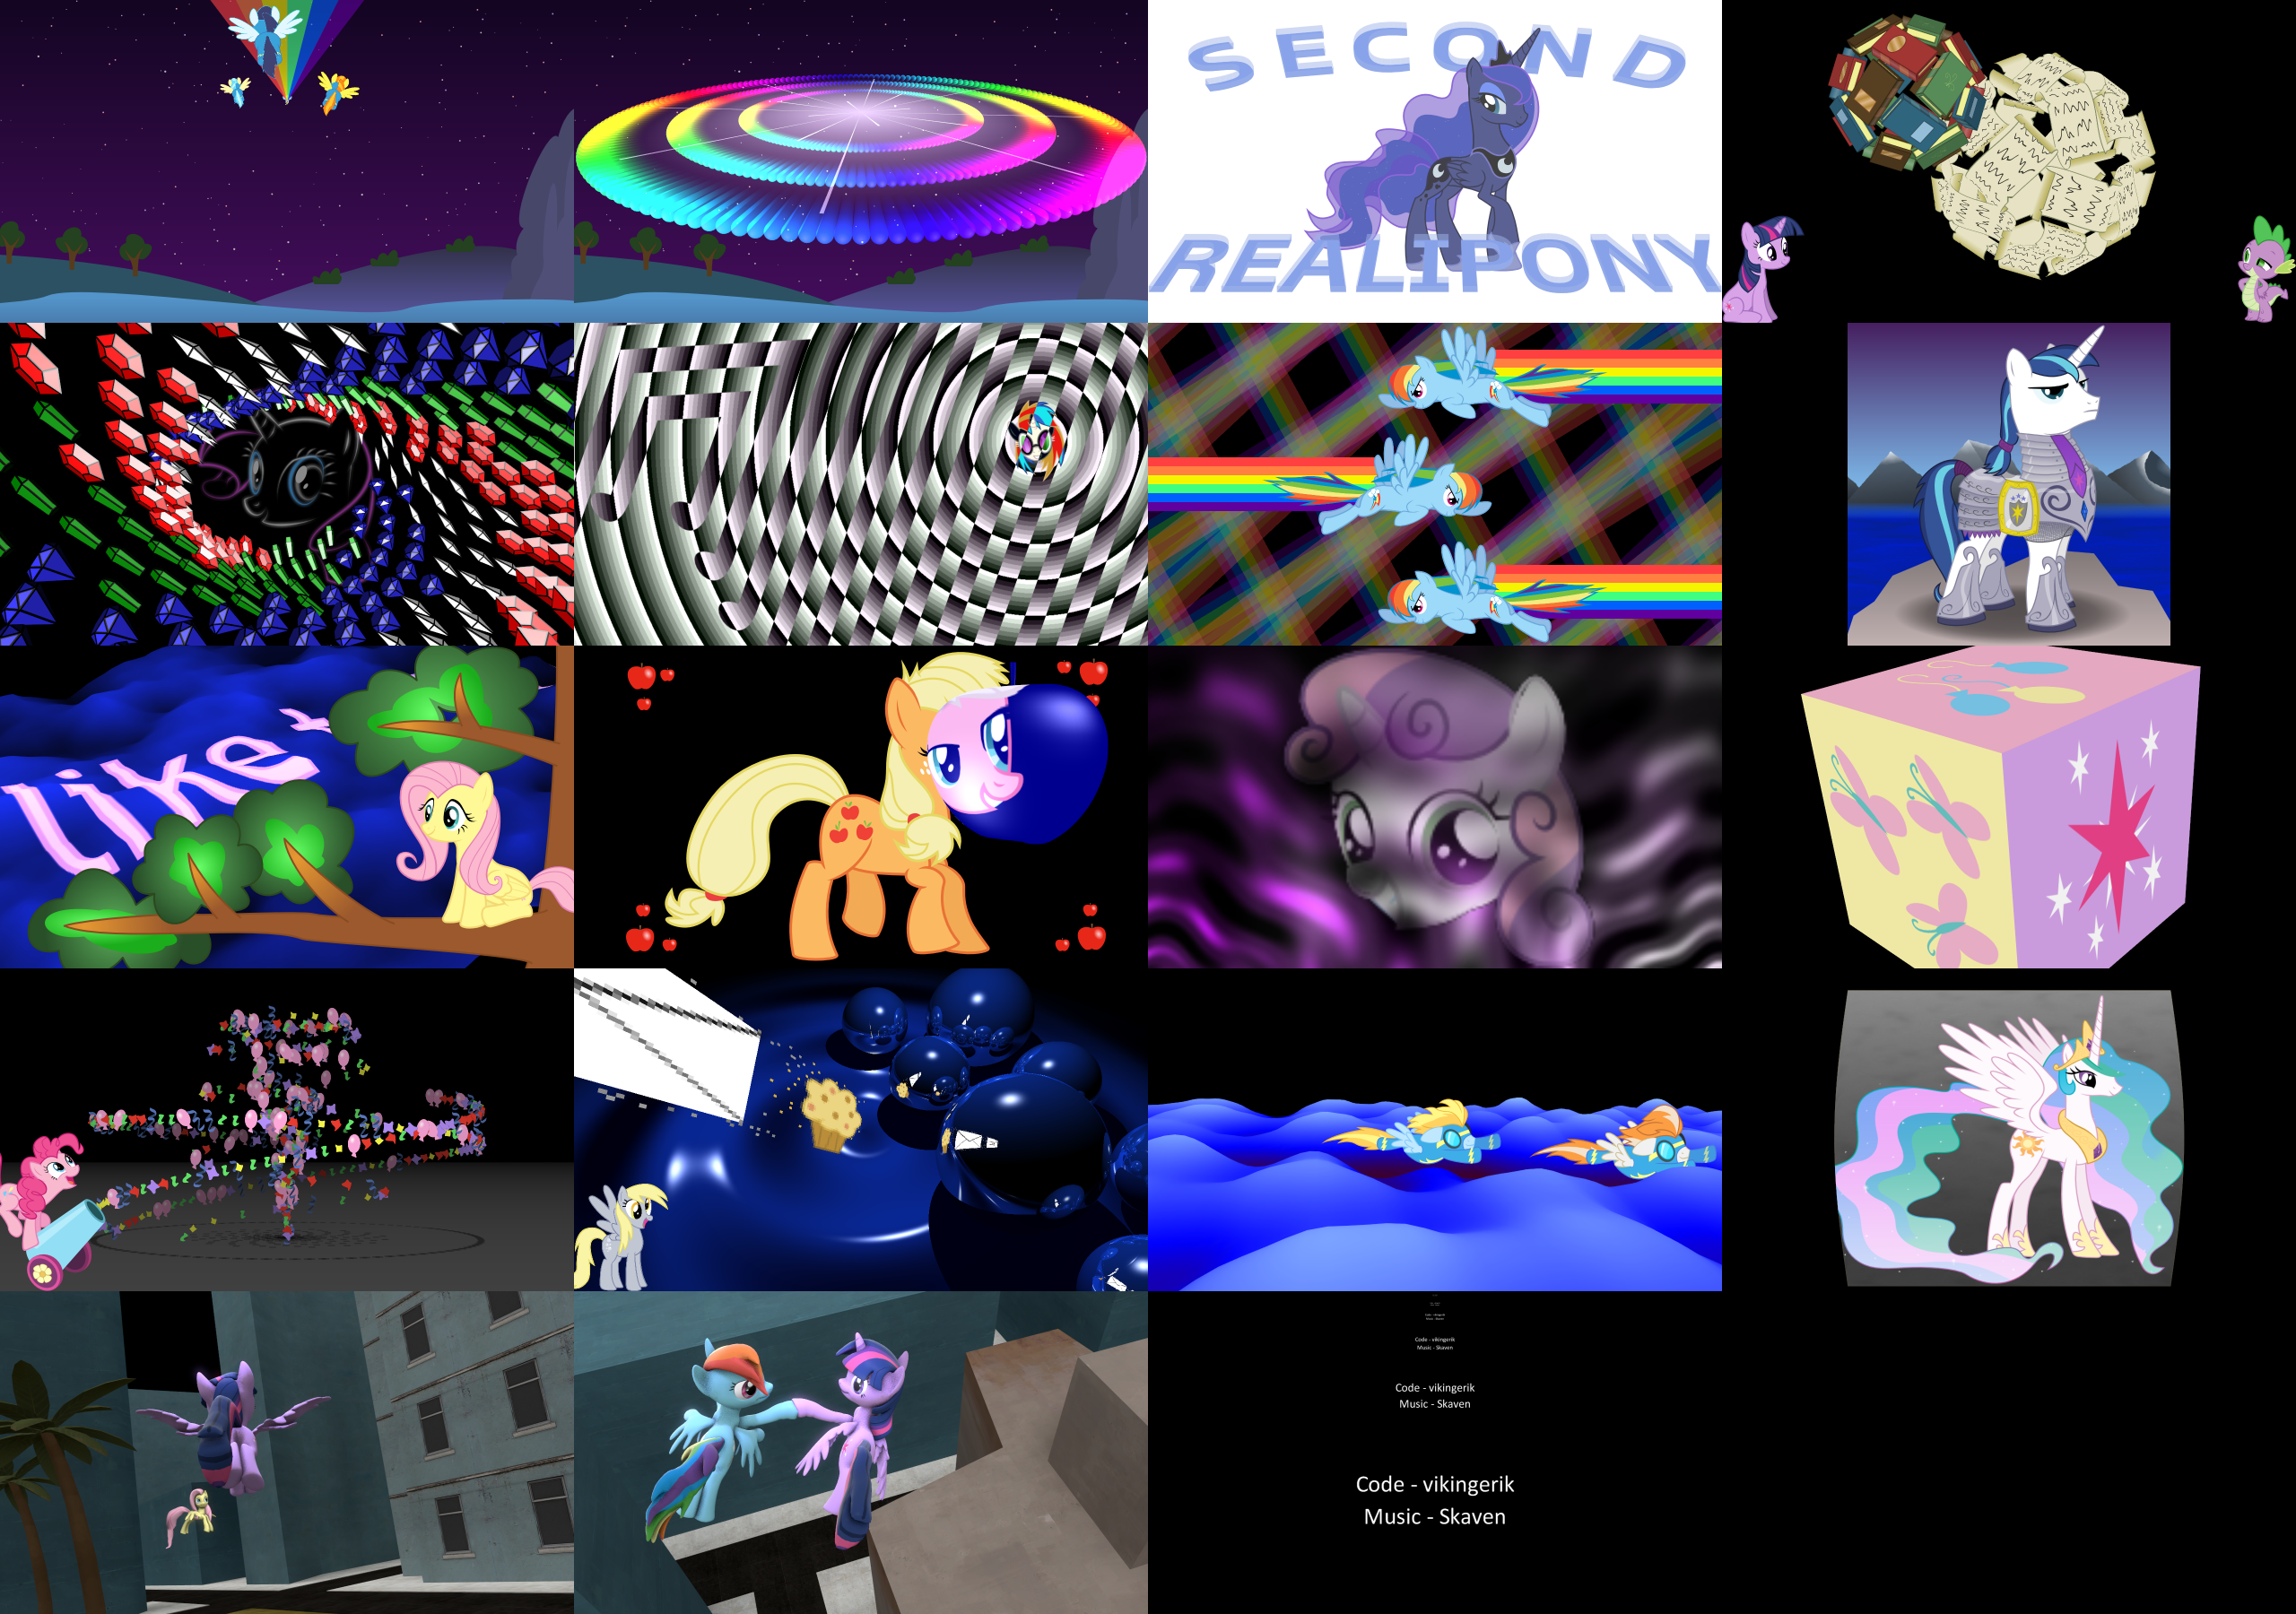 SECOND
REALIPONY
like
Code - vikingerik
Music - Skaven
Code - vikingerik
Music - Skaven
Code - vikingerik
Music - Skaven